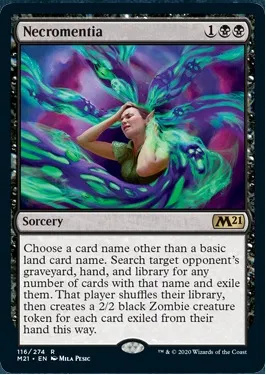 Necromentia 1
Sorcery M21
Choose a card name other than a basic
land card name. Search target opponent's
graveyard, hand, and library for any
number of cards with that name and exile
them. That player shuffles their library,
then creates a 2/2 black Zombie creature
token for each card exiled from their
hand this way.
116/274 R
M21 • EN MILA PESIC
™ & © 2020 Wizards of the Coast